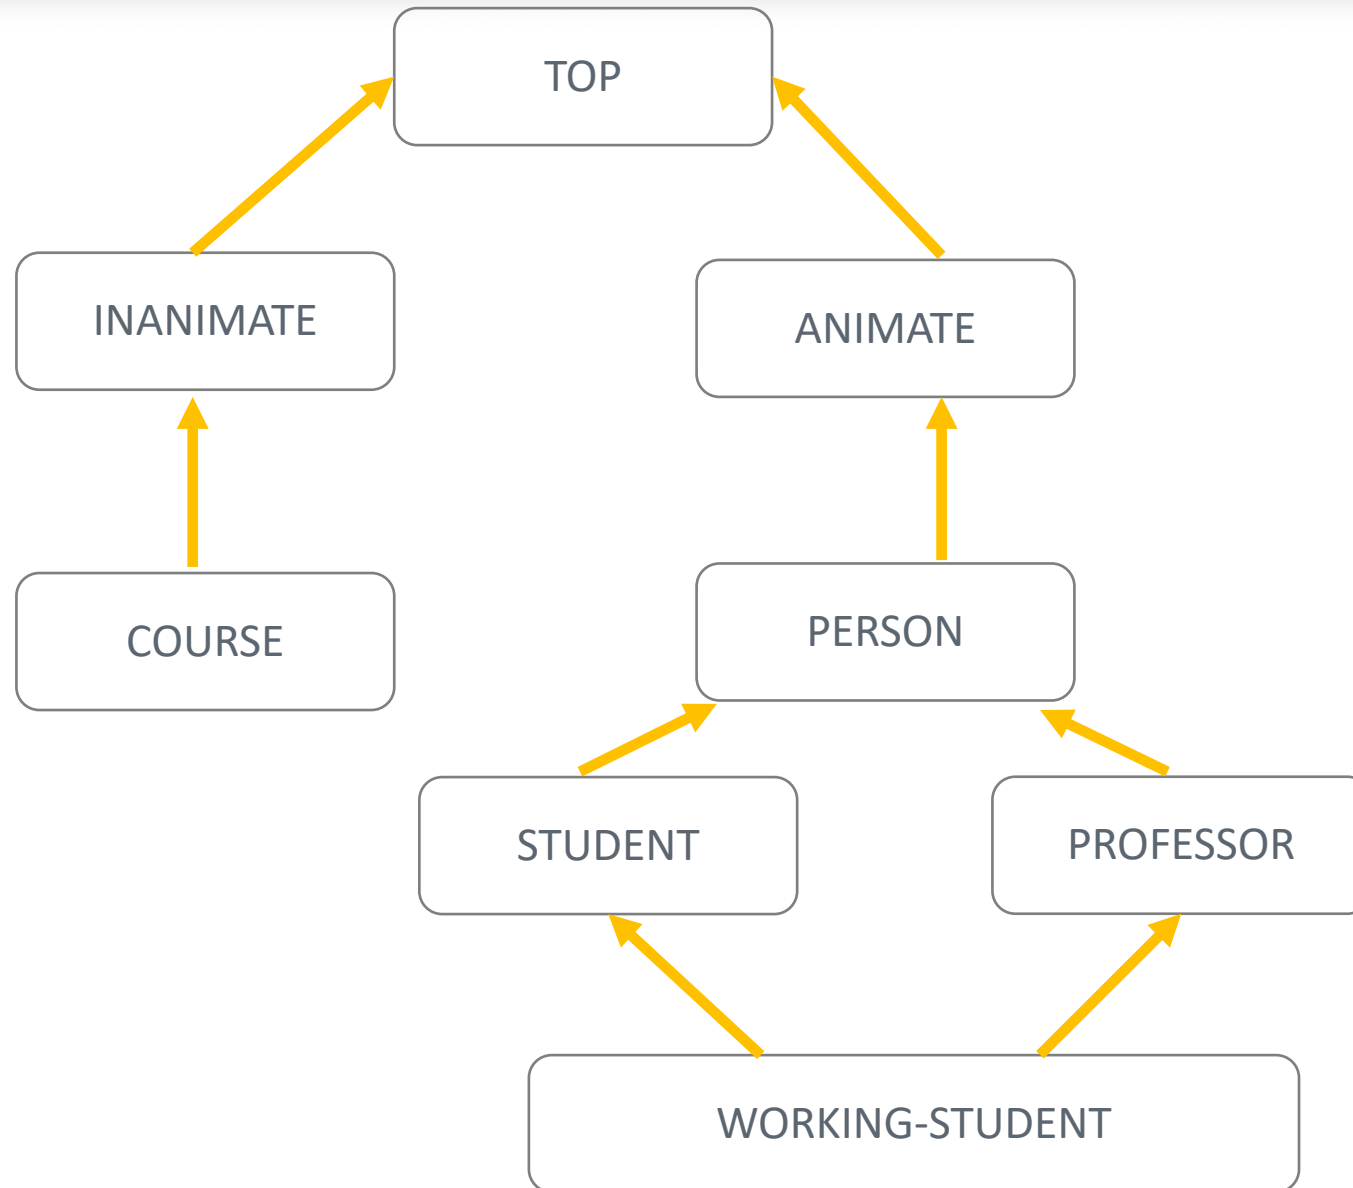 TOP
INANIMATE
ANIMATE
COURSE
PERSON
STUDENT
PROFESSOR
WORKING-STUDENT